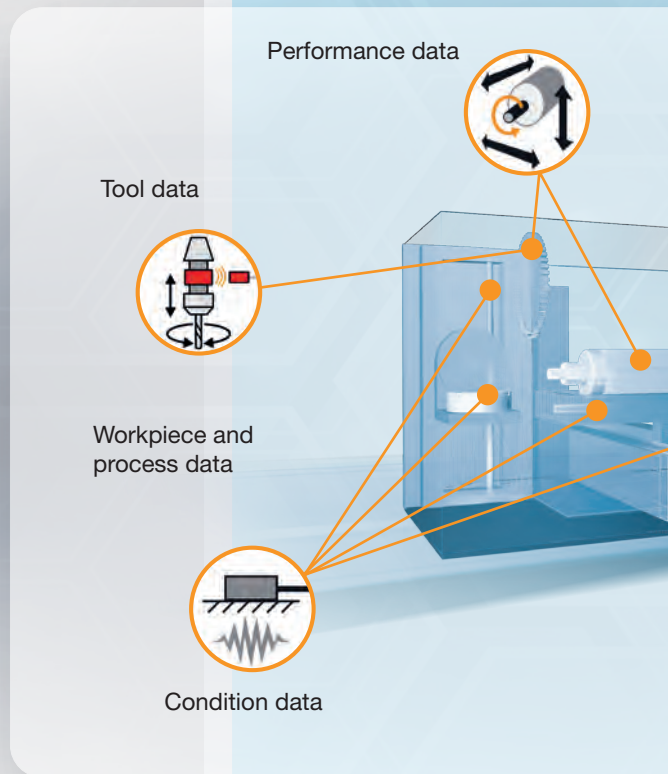 Performance data
Tool data
Workpiece and
process data
Condition data